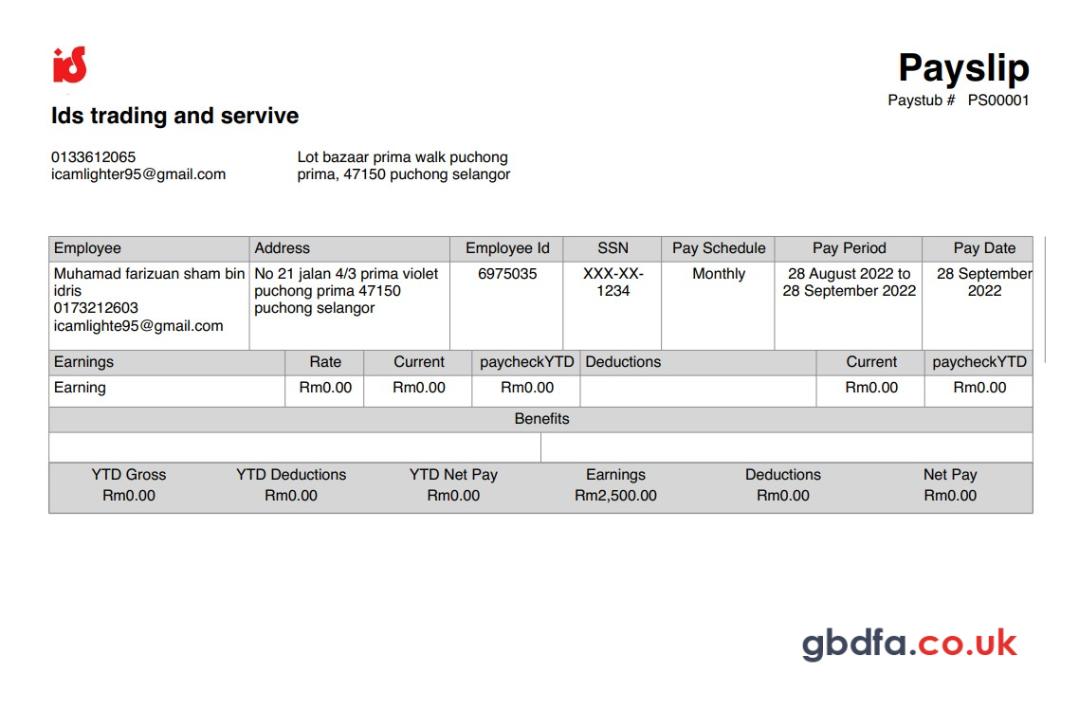 ids
Payslip
Paystub # PS00001
Ids trading and servive
0133612065
icamlighter95@gmail.com
Lot bazaar prima walk puchong
prima, 47150 puchong selangor
Employee Address Employee Id SSN Pay Schedule Pay Period Pay Date
Muhamad farizuan sham bin
idris
0173212603
icamlighte95@gmail.com
No 21 jalan 4/3 prima violet
puchong prima 47150
puchong selangor
6975035
XXX-XX-
1234
Monthly
28 August 2022 to
28 September 2022
28 September
2022
Earnings Rate Current paycheckYTD Deductions Current paycheckYTD
Earning Rm0.00 Rm0.00 Rm0.00 Rm0.00 Rm0.00
Benefits
YTD Gross YTD Deductions YTD Net Pay Earnings Deductions Net Pay
Rm0.00 Rm0.00 Rm0.00 Rm2,500.00 Rm0.00 Rm0.00
gbdfa.co.uk